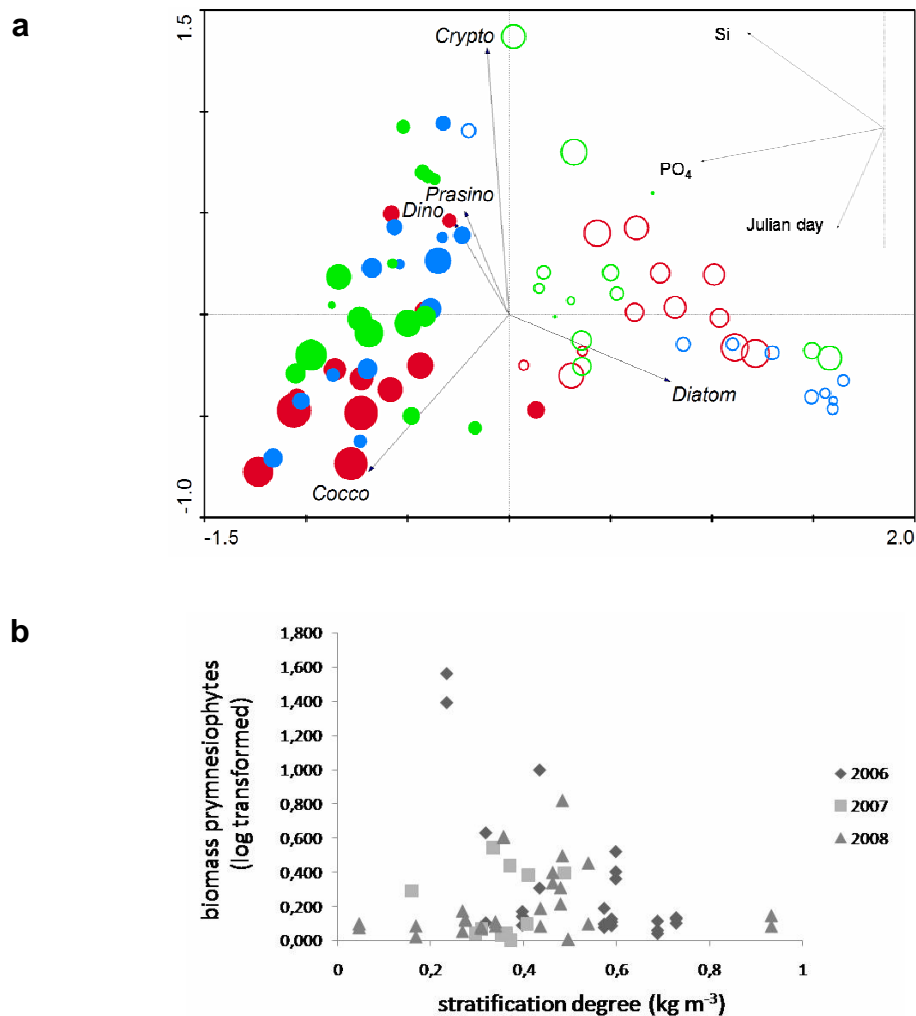 a
1.5
Crypto
Si
PO4
Prasino
Dino
Julian day
Diatom
Cocco
-1.0
-1.5
2.0
b
biomass prymnesiophytes
(log transformed)
1,800
1,600
1,400
1,200
1,000
0,800
0,600
0,400
0,200
0,000
0
0,2
0,4
0,6
0,8
1
stratification degree (kg m-3)
2006
2007
2008